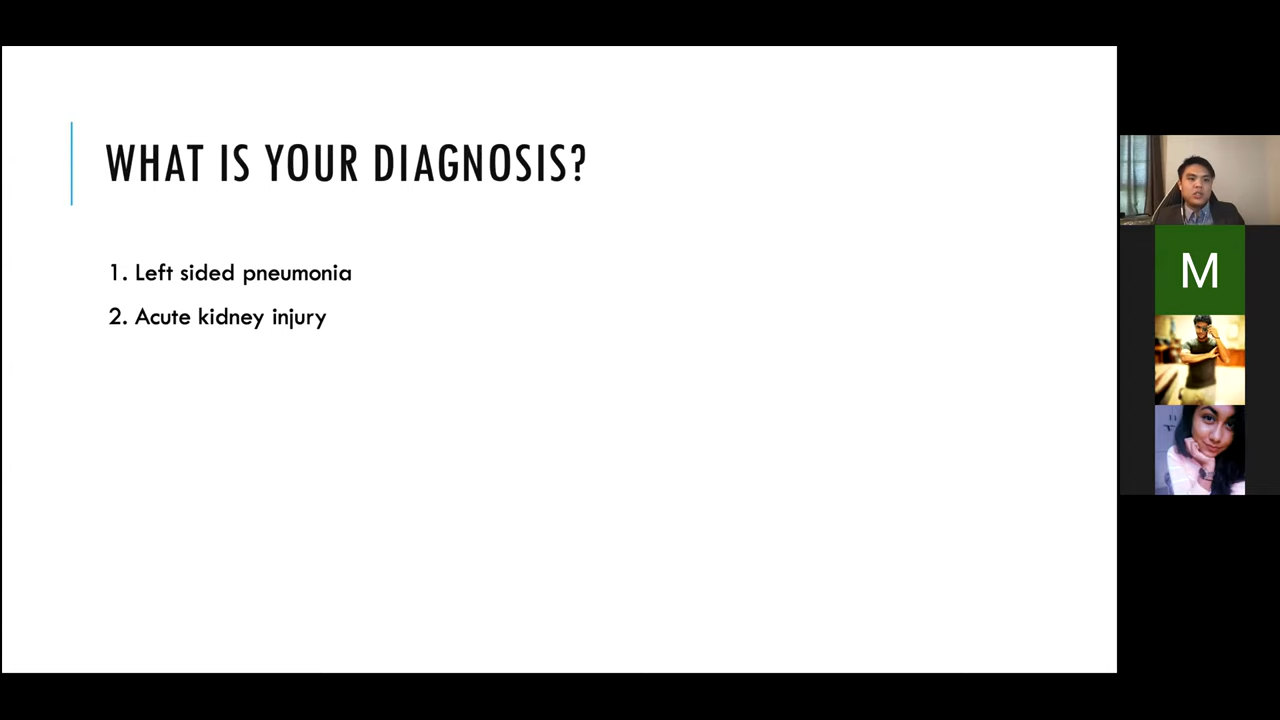 WHAT IS YOUR DIAGNOSIS?
1. Left sided pneumonia
2. Acute kidney injury
M